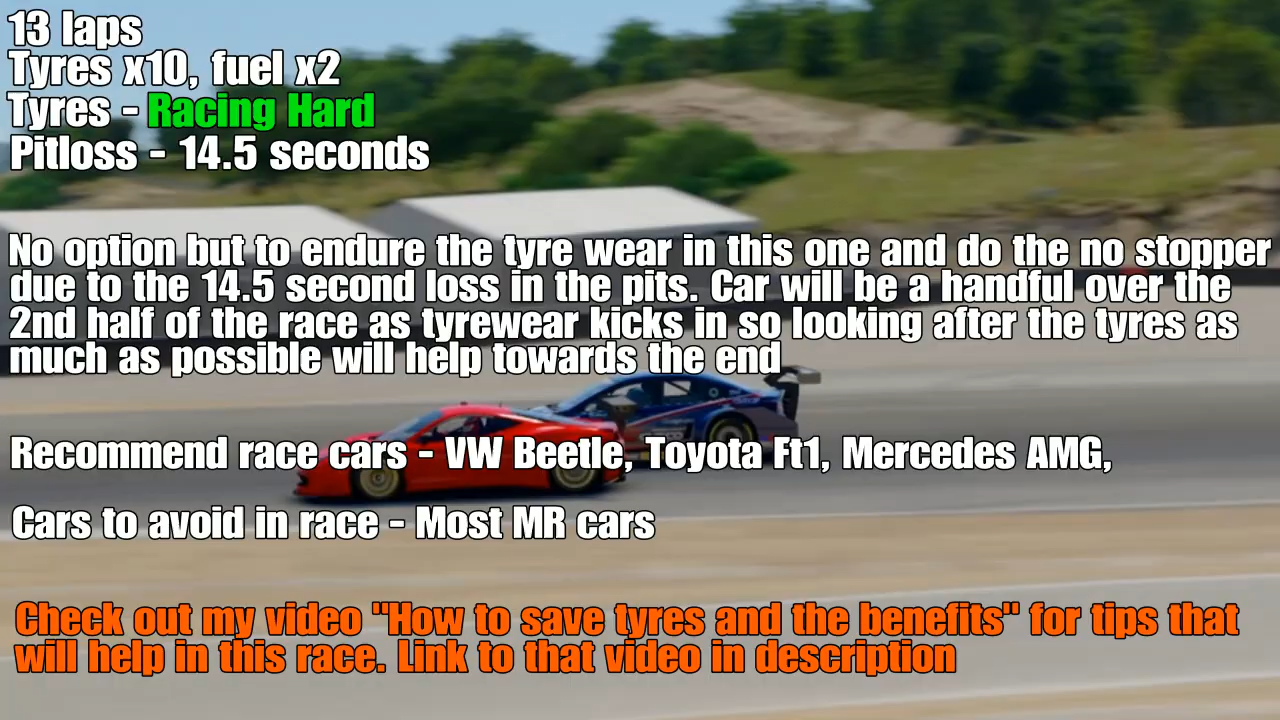 13 laps
Tyres x10, fuel x2
Tyres - Racing Hard
Pitloss - 14.5 seconds
No option but to endure the tyre wear in this one and do the no stopper
due to the 14.5 second loss in the pits. Car will be a handful over the
2nd half of the race as tyrewear kicks in so looking after the tyres as
much as possible will help towards the end
Recommend race cars - VW Beetle, Toyota Ft1, Mercedes AMG,
Cars to avoid in race - Most MR cars
Check out my video "How to save tyres and the benefits" for tips that
will help in this race. Link to that video in description